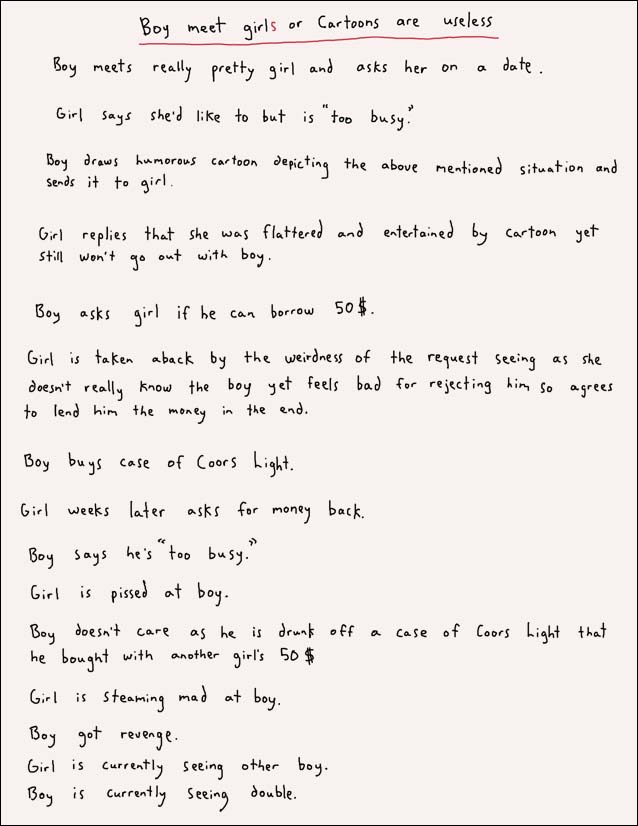 Boy meet girls or Cartoons are useless
Boy meets really pretty girl and asks her on a date.
Girl says she'd like to but is "too busy."
Boy draws humorous cartoon depicting the above mentioned situation and
sends it to girl.
Girl replies that she was flattered and entertained by cartoon yet
still won't go out with boy.
Boy asks girl if he can borrow 50$.
Girl is taken aback by the weirdness of the request seeing as she
doesn't really know the boy yet feels bad for rejecting him so agrees
to lend him the money in the end.
Boy buys case of Coors Light.
Girl weeks later asks for money back.
Boy says he's "too busy."
Girl is pissed at boy.
Boy doesn't care as he is drunk off a case of Coors Light that
he bought with another girl's 50$
Girl is steaming mad at boy.
Boy got revenge.
Girl is currently seeing other boy.
Boy is currently seeing double.